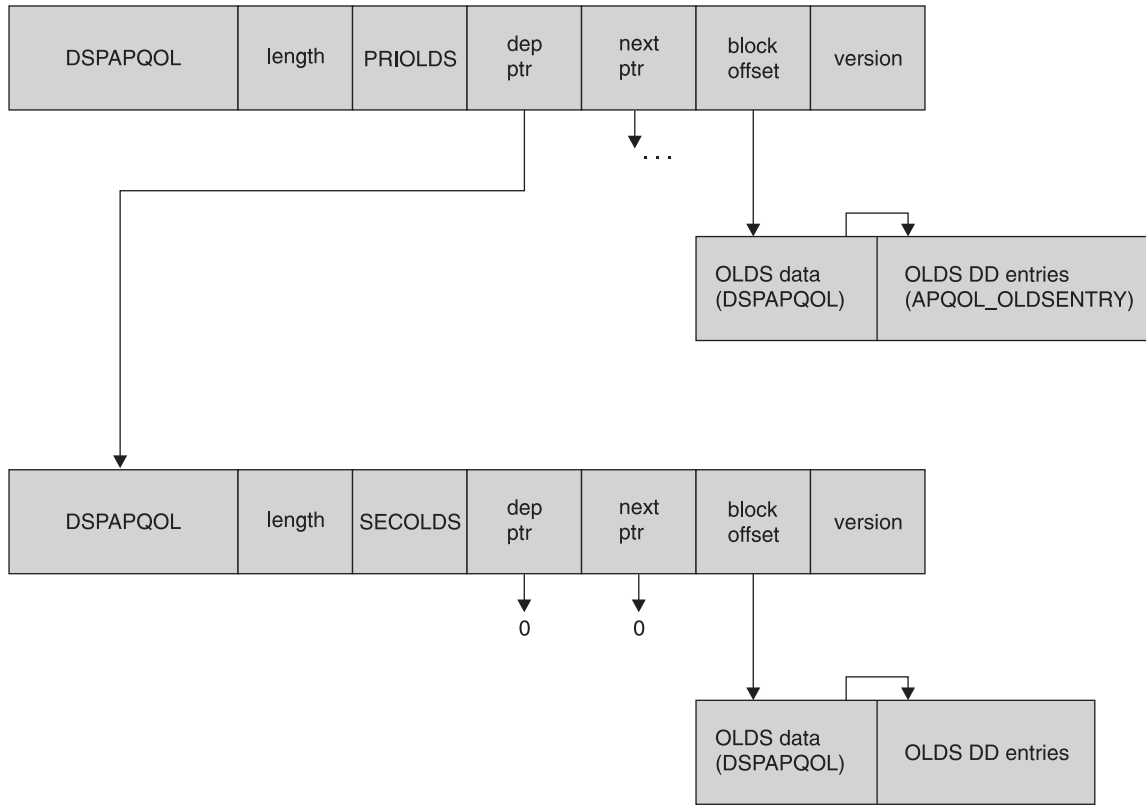 DSPAPQOL
length
PRIOLDS
dep
ptr
next
ptr
block
offset
version
. . .
OLDS data
(DSPAPQOL)
OLDS DD entries
(APQOL_OLDSENTRY)
DSPAPQOL
length
SECOLDS
dep
ptr
next
ptr
block
offset
version
0
0
OLDS data
(DSPAPQOL)
OLDS DD entries